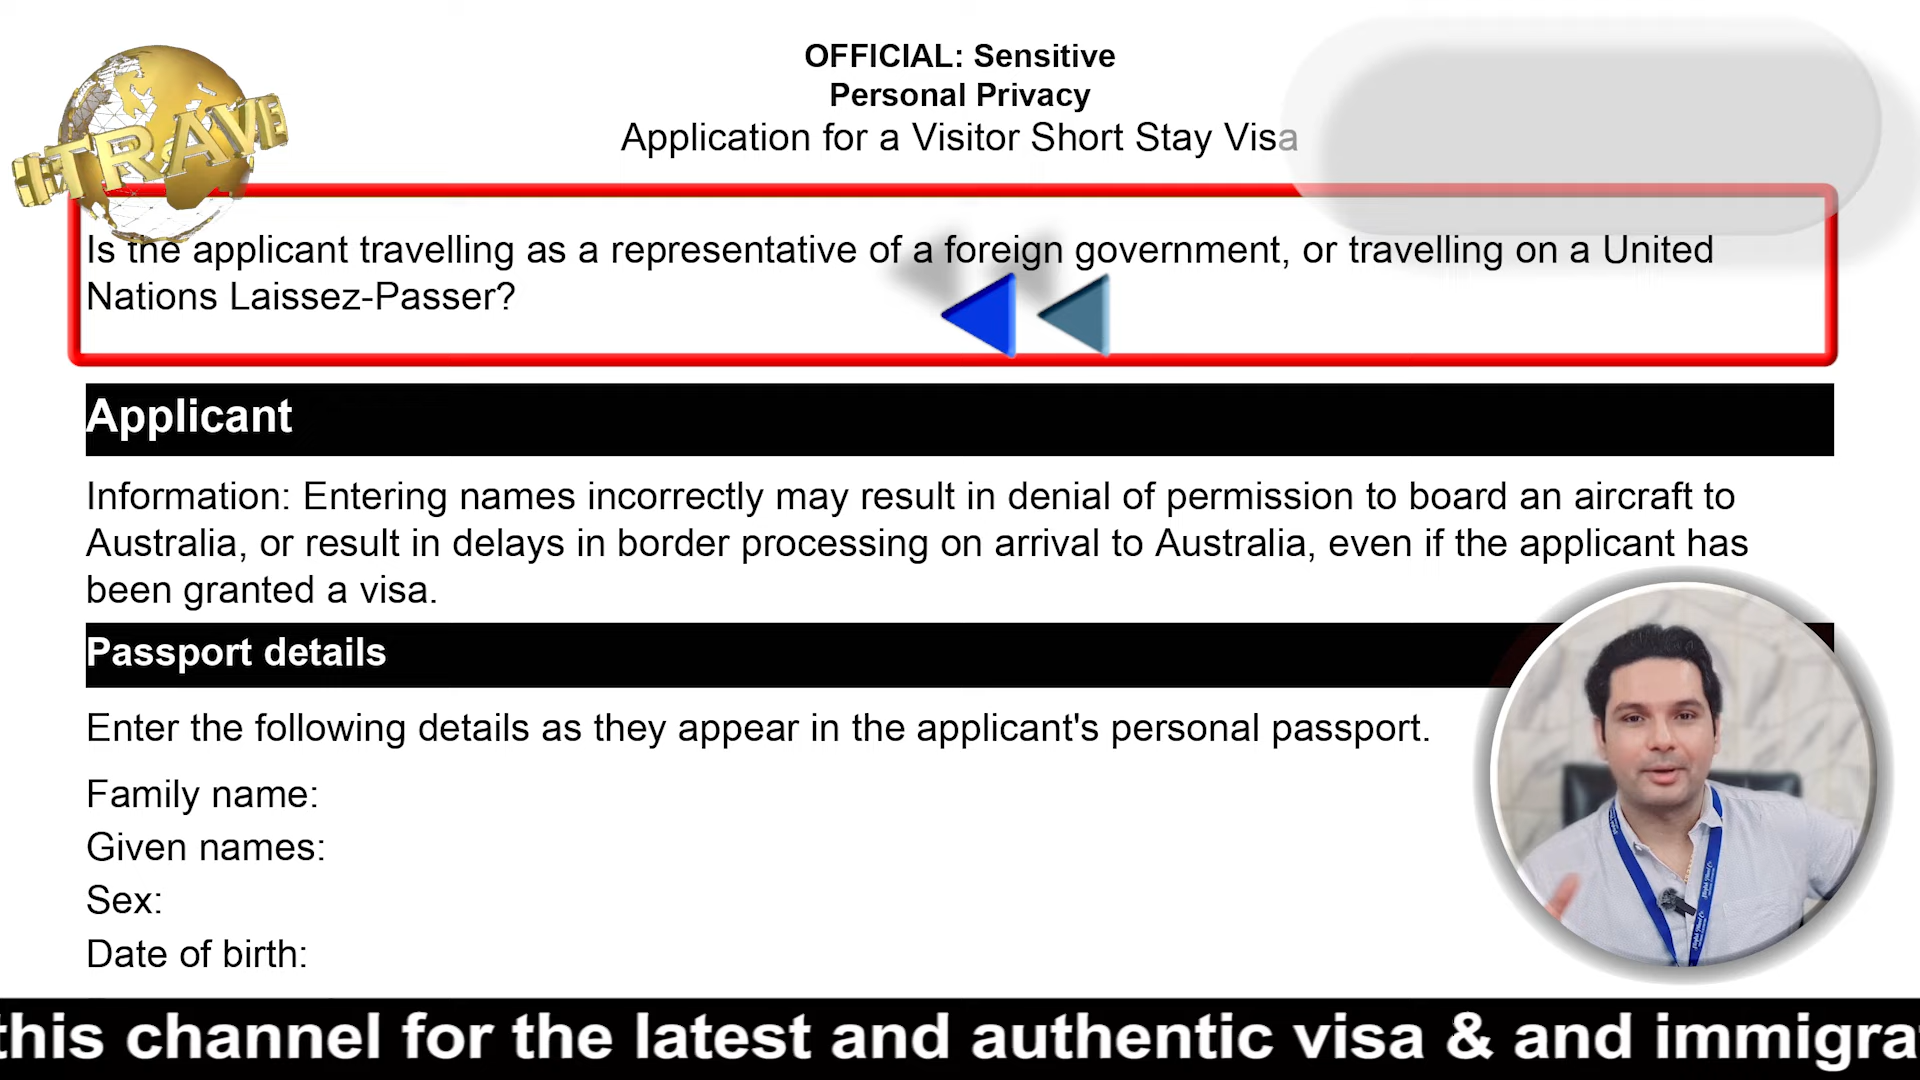 OFFICIAL: Sensitive
Personal Privacy
Application for a Visitor Short Stay Visa
TRAVE
Is the applicant travelling as a representative of a foreign government, or travelling on a United
Nations Laissez-Passer?
Applicant
Information: Entering names incorrectly may result in denial of permission to board an aircraft to
Australia, or result in delays in border processing on arrival to Australia, even if the applicant has
been granted a visa.
Passport details
Enter the following details as they appear in the applicant's personal passport.
Family name:
Given names:
Sex:
Date of birth:
this channel for the latest and authentic visa & and immigra